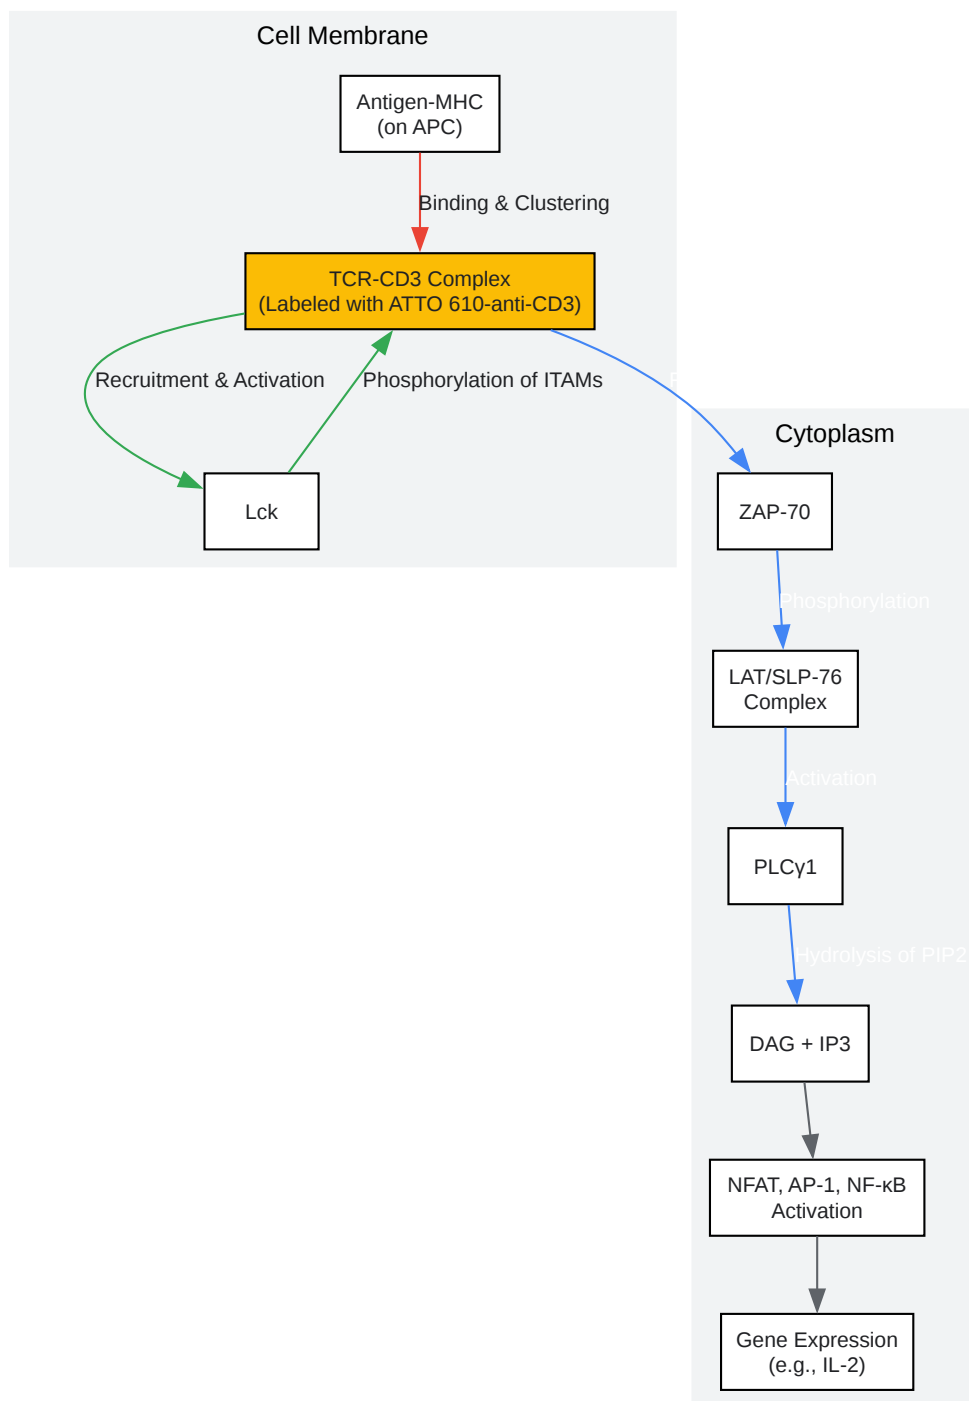 Cell Membrane
Antigen-MHC
(on APC)
Binding & Clustering
TCR-CD3 Complex
(Labeled with ATTO 610-anti-CD3)
Recruitment & Activation
Phosphorylation of ITAMs
Lck
Cytoplasm
ZAP-70
Phosphorylation
LAT/SLP-76
Complex
Activation
PLCγ1
Hydrolysis of PIP2
DAG + IP3
NFAT, AP-1, NF-κB
Activation
Gene Expression
(e.g., IL-2)